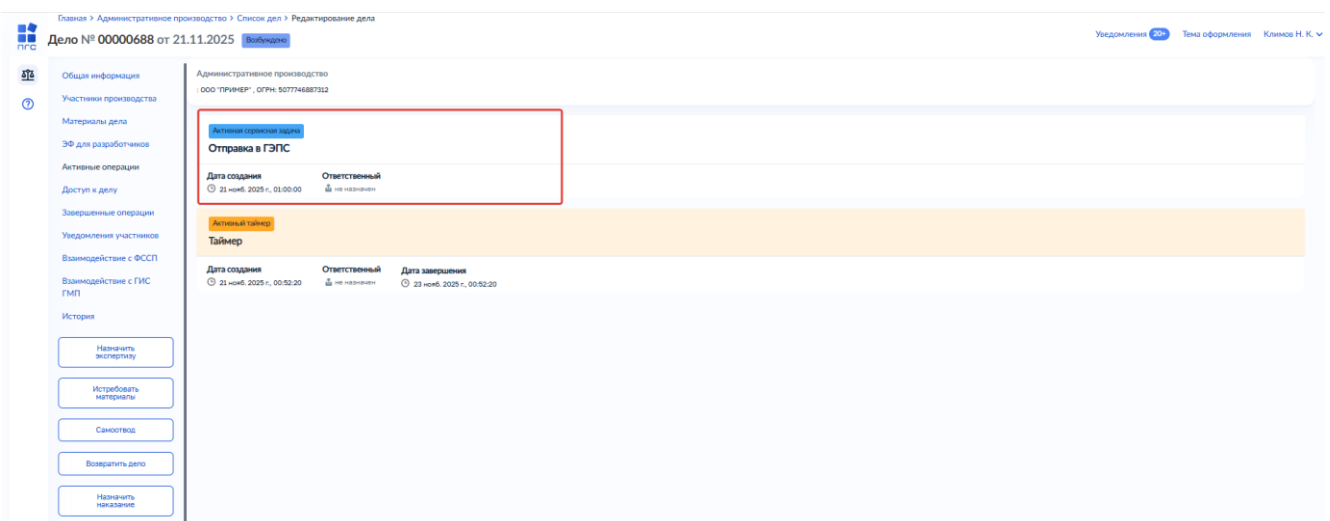 Главная > Административное производство > Список дел > Редактирование дела
Дело № 00000688 от 21.11.2025 Возбуждено
Уведомления 20+ Тема оформления Климов Н. К.
ПГС
Общая информация
Участники производства
Материалы дела
ЭФ для разработчиков
Активные операции
Доступ к делу
Завершенные операции
Уведомления участников
Взаимодействие с ФССП
Взаимодействие с ГИС
ГМП
История
Назначить
экспертизу
Истребовать
материалы
Самоотвод
Возвратить дело
Назначить
наказание
Административное производство
: ООО "ПРИМЕР" , ОГРН: 5077746887312
Активная сервисная задача
Отправка в ГЭПС
Дата создания Ответственный
21 нояб. 2025 г., 01:00:00 не назначен
Активный таймер
Таймер
Дата создания Ответственный Дата завершения
21 нояб. 2025 г., 00:52:20 не назначен 23 нояб. 2025 г., 00:52:20